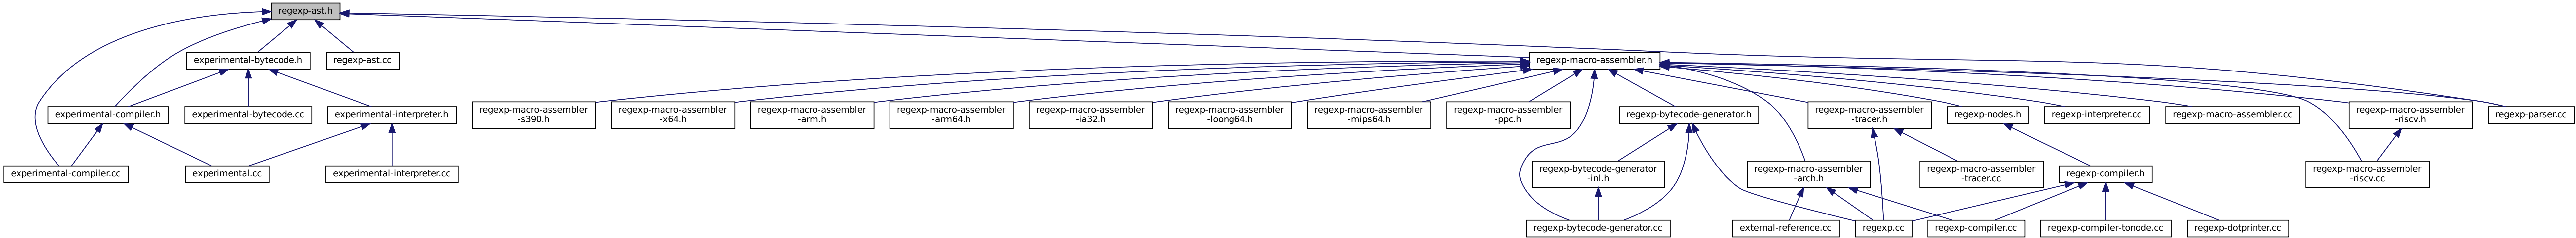 regexp-ast.h
experimental-bytecode.h
regexp-ast.cc
regexp-macro-assembler.h
experimental-compiler.h
experimental-bytecode.cc
experimental-interpreter.h
regexp-macro-assembler
-s390.h
regexp-macro-assembler
-x64.h
regexp-macro-assembler
-arm.h
regexp-macro-assembler
-arm64.h
regexp-macro-assembler
-ia32.h
regexp-macro-assembler
-loong64.h
regexp-macro-assembler
-mips64.h
regexp-macro-assembler
-ppc.h
regexp-bytecode-generator.h
regexp-macro-assembler
-tracer.h
regexp-nodes.h
regexp-interpreter.cc
regexp-macro-assembler.cc
regexp-macro-assembler
-riscv.h
regexp-parser.cc
experimental-compiler.cc
experimental.cc
experimental-interpreter.cc
regexp-bytecode-generator
-inl.h
regexp-macro-assembler
-arch.h
regexp-macro-assembler
-tracer.cc
regexp-compiler.h
regexp-macro-assembler
-riscv.cc
regexp-bytecode-generator.cc
external-reference.cc
regexp.cc
regexp-compiler.cc
regexp-compiler-tonode.cc
regexp-dotprinter.cc